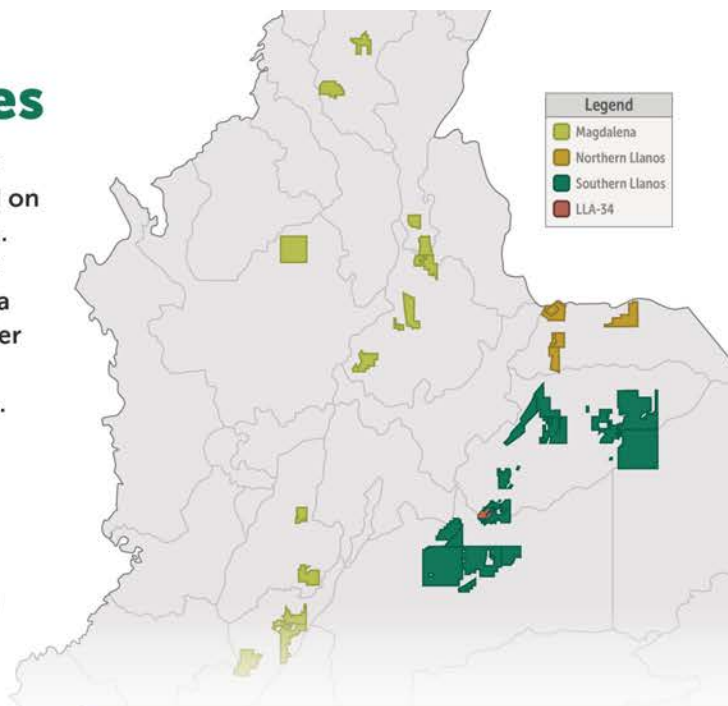 es
on
.
a
er
.
Legend
Magdalena
Northern Llanos
Southern Llanos
LLA-34